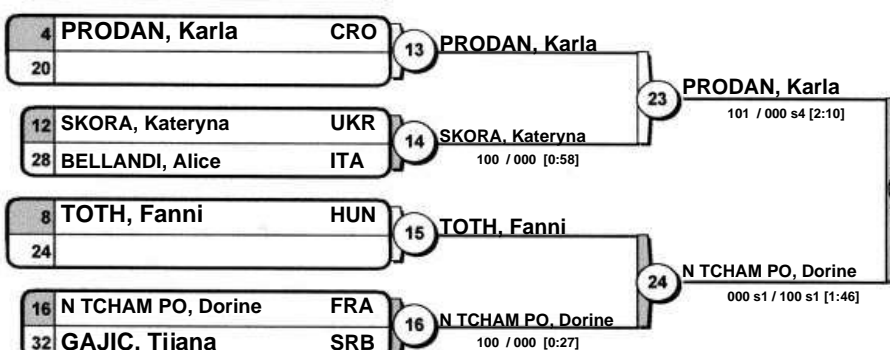 4 PRODAN, Karla CRO
20
13 PRODAN, Karla
12 SKORA, Kateryna UKR
28 BELLANDI, Alice ITA
14 SKORA, Kateryna
100 / 000 [0:58]
23 PRODAN, Karla
101 / 000 s4 [2:10]
8 TOTH, Fanni HUN
24
15 TOTH, Fanni
16 N TCHAM PO, Dorine FRA
32 GAJIC, Tijana SRB
16 N TCHAM PO, Dorine
100 / 000 [0:27]
24 N TCHAM PO, Dorine
000 s1 / 100 s1 [1:46]